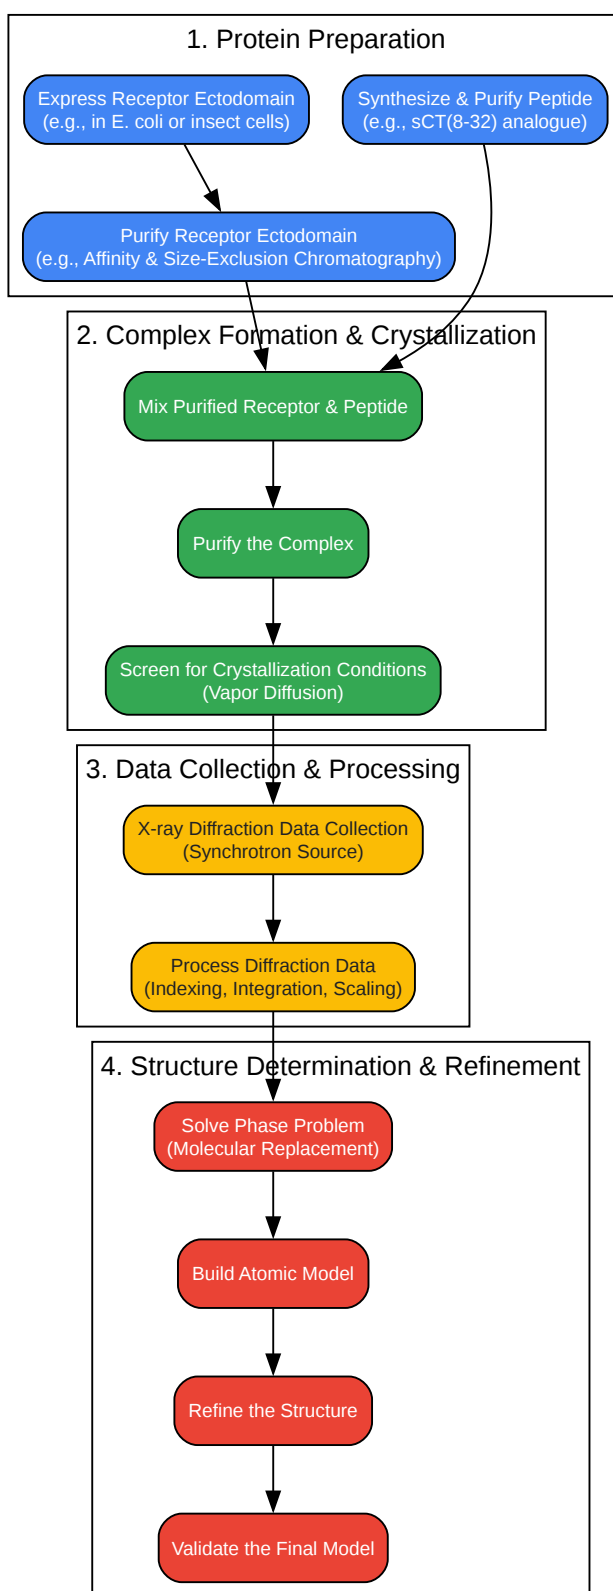 1. Protein Preparation
Express Receptor Ectodomain
(e.g., in E. coli or insect cells)
Synthesize & Purify Peptide
(e.g., sCT(8-32) analogue)
Purify Receptor Ectodomain
(e.g., Affinity & Size-Exclusion Chromatography)
2. Complex Formation & Crystallization
Mix Purified Receptor & Peptide
Purify the Complex
Screen for Crystallization Conditions
(Vapor Diffusion)
3. Data Collection & Processing
X-ray Diffraction Data Collection
(Synchrotron Source)
Process Diffraction Data
(Indexing, Integration, Scaling)
4. Structure Determination & Refinement
Solve Phase Problem
(Molecular Replacement)
Build Atomic Model
Refine the Structure
Validate the Final Model